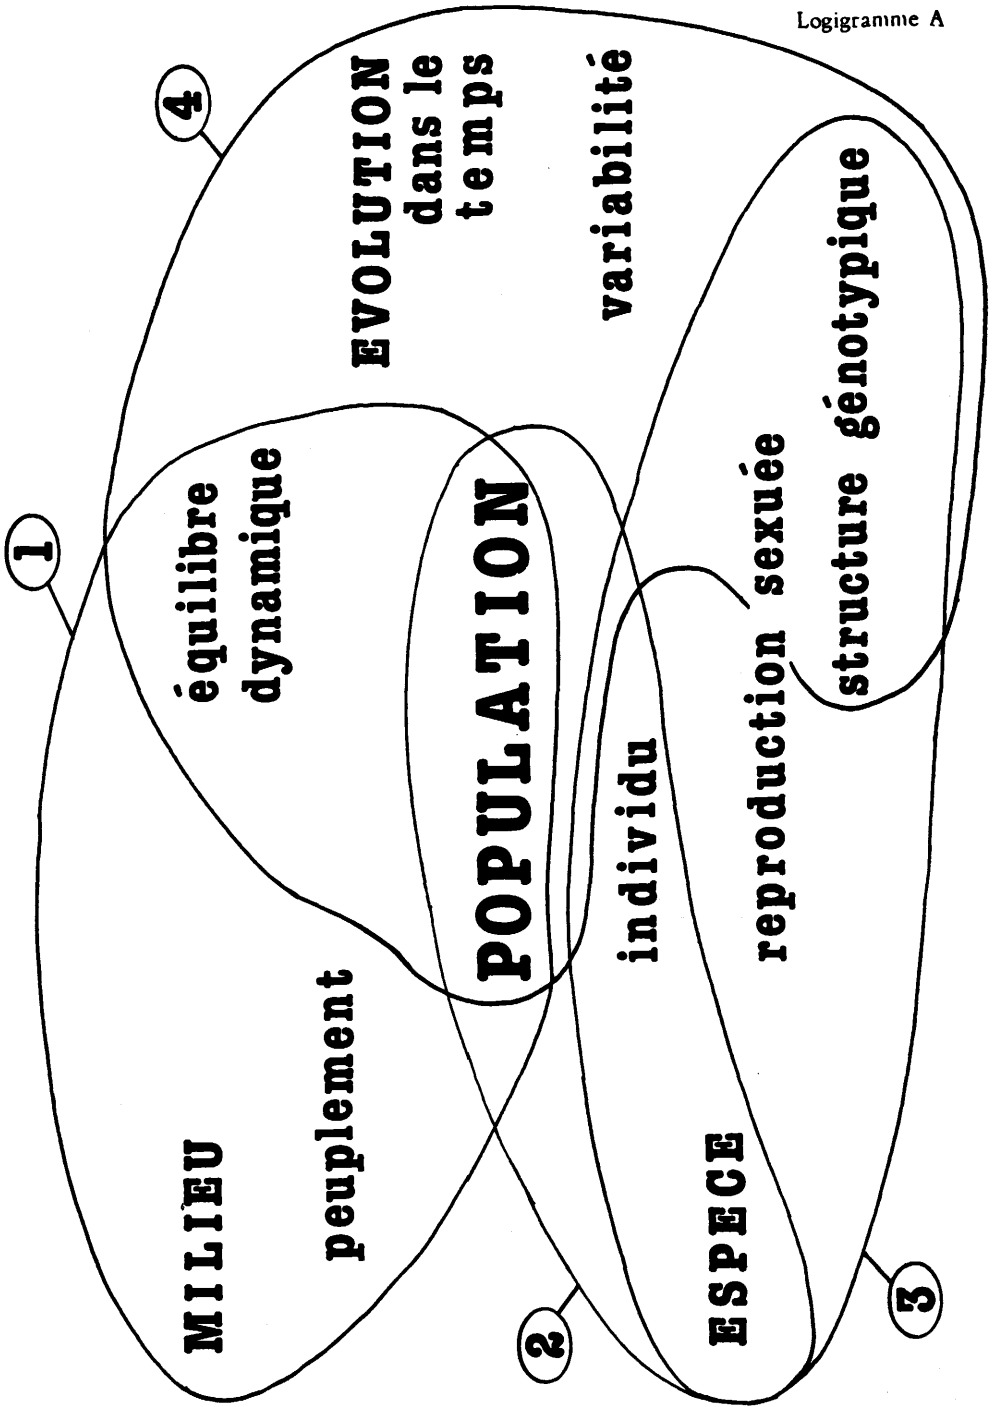 Logigramme A
4
EVOLUTION
dans le
temps
variabilité
1
équilibre
dynamique
POPULATION
structure génotypique
reproduction sexuée
individu
peuplement
MILIEU
ESPECE
2
3